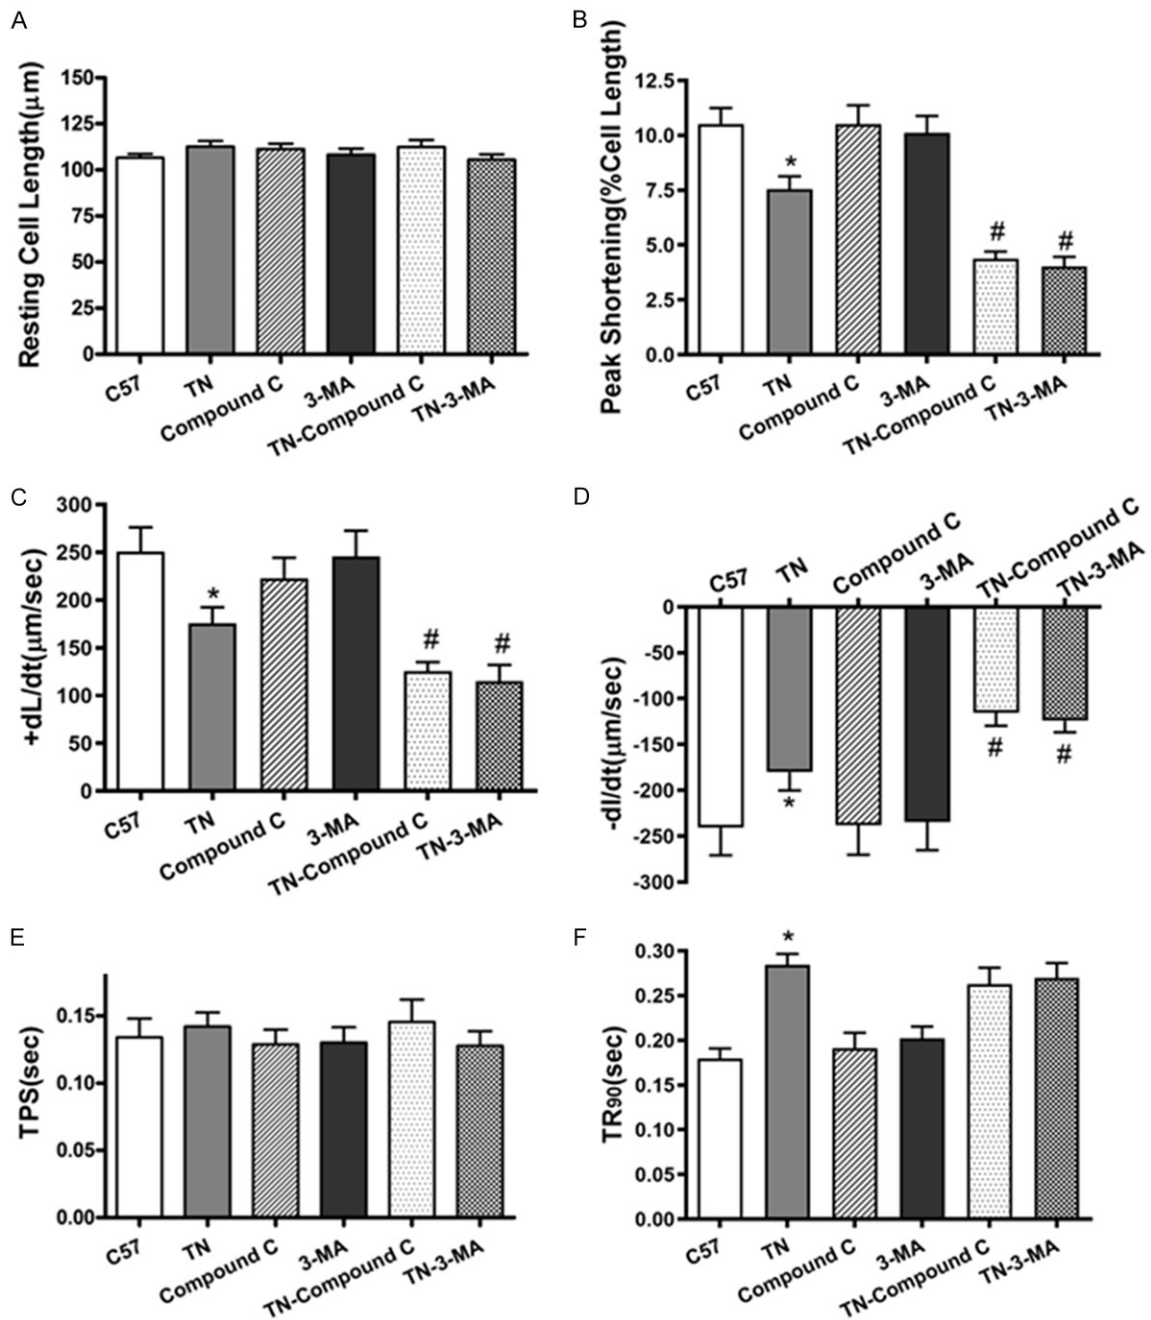 A
Resting Cell Length(μm)
150
125
100
75
50
25
0
C57
TN
Compound C
3-MA
TN-Compound C
TN-3-MA
B
Peak Shortening(%Cell Length)
12.5
10.0
7.5
5.0
2.5
0.0
*
#
#
C57
TN
Compound C
3-MA
TN-Compound C
TN-3-MA
C
+dL/dt(μm/sec)
300
250
200
150
100
50
0
*
#
#
C57
TN
Compound C
3-MA
TN-Compound C
TN-3-MA
D
C57
TN
Compound C
3-MA
TN-Compound C
TN-3-MA
-dl/dt(μm/sec)
0
-50
-100
-150
-200
-250
-300
*
#
#
E
TPS(sec)
0.15
0.10
0.05
0.00
C57
TN
Compound C
3-MA
TN-Compound C
TN-3-MA
F
TR90(sec)
0.30
0.25
0.20
0.15
0.10
0.05
0.00
*
C57
TN
Compound C
3-MA
TN-Compound C
TN-3-MA